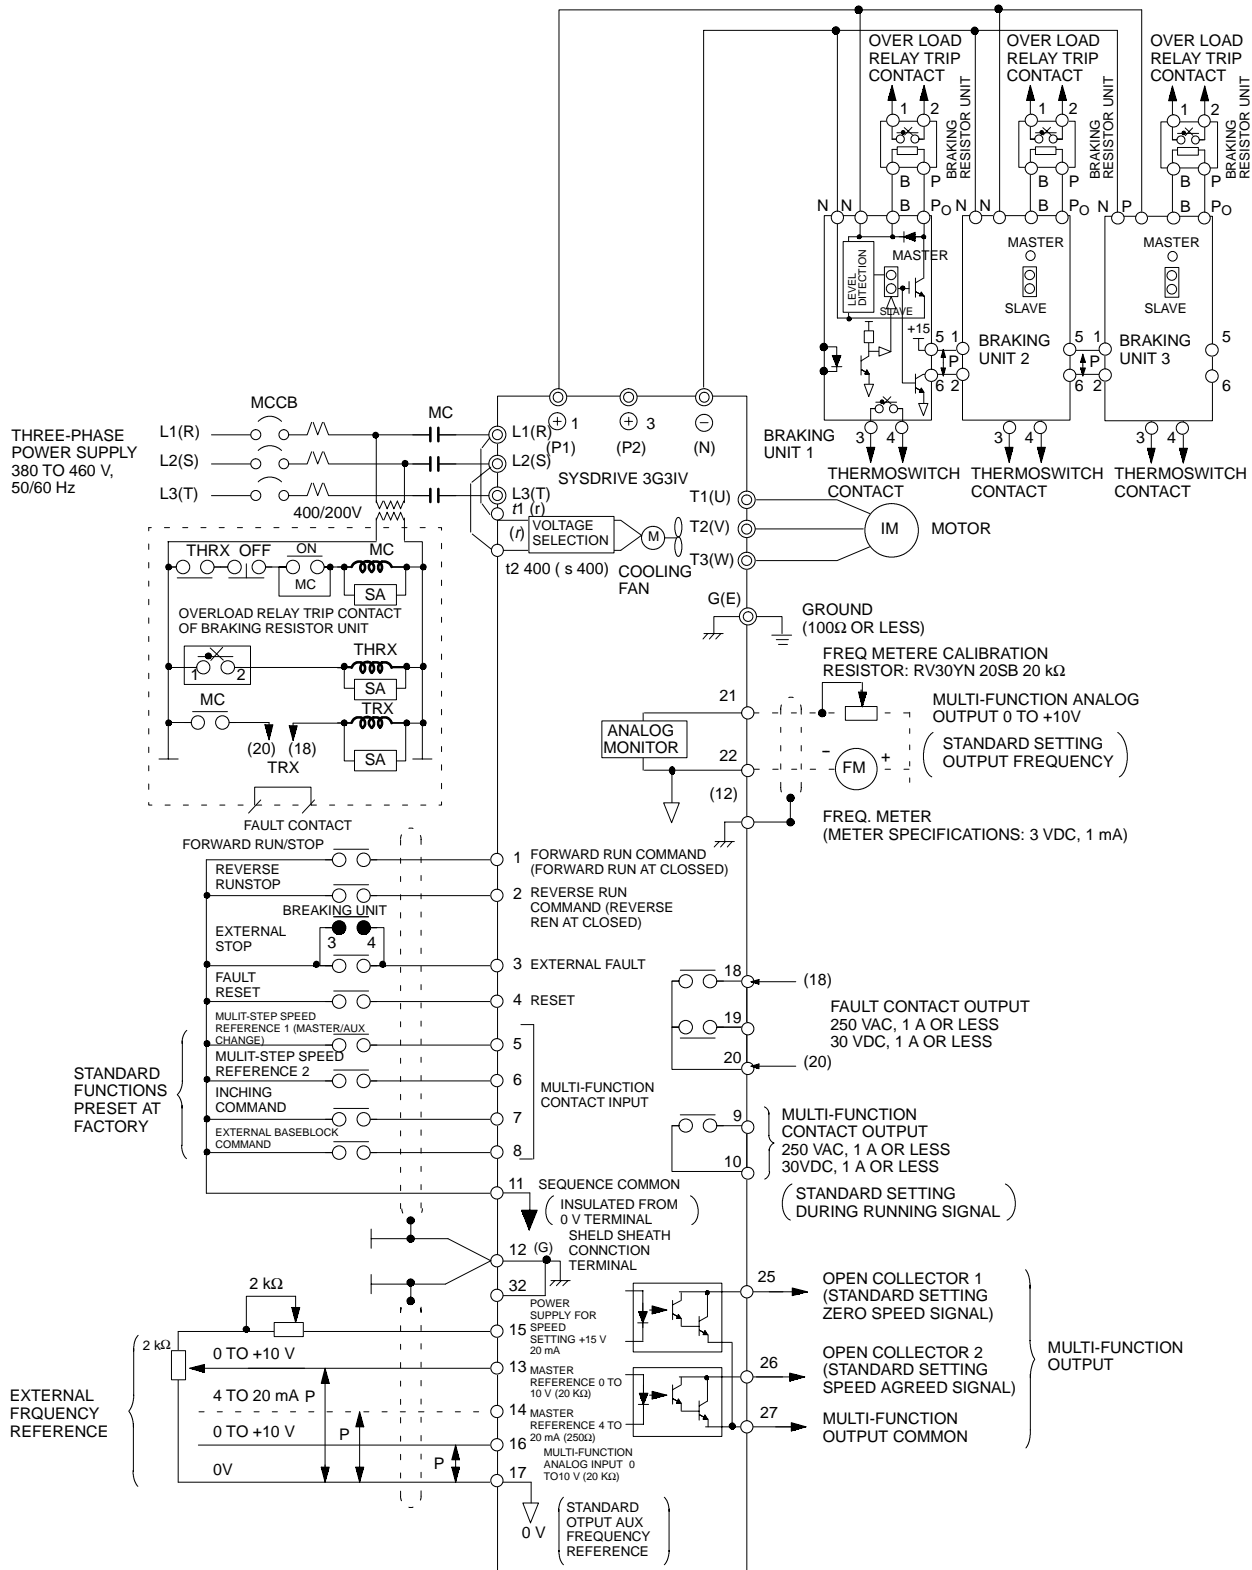 OVER LOAD
RELAY TRIP
CONTACT
OVER LOAD
RELAY TRIP
CONTACT
OVER LOAD
RELAY TRIP
CONTACT
1 2
1 2
1 2
BRAKING
RESISTOR UNIT
BRAKING
RESISTOR UNIT
BRAKING
RESISTOR UNIT
B P
B P
B P
N N B PO
N N B PO
N P B PO
MASTER
LEVEL
DITECTION
SLAVE
+15
MASTER
SLAVE
MASTER
SLAVE
5 1
P
6 2
BRAKING
UNIT 2
5 1
P
6 2
BRAKING
UNIT 3
5
6
BRAKING
UNIT 1
3 4
3 4
3 4
THERMOSWITCH
CONTACT
THERMOSWITCH
CONTACT
THERMOSWITCH
CONTACT
THREE-PHASE
POWER SUPPLY
380 TO 460 V,
50/60 Hz
MCCB
MC
L1(R)
L2(S)
L3(T)
400/200V
L1(R)
L2(S)
L3(T)
t1 (r)
(r)
+ 1
(P1)
+ 3
(P2)
−
(N)
SYSDRIVE 3G3IV
VOLTAGE
SELECTION
M
t2 400 ( s 400)
COOLING
FAN
T1(U)
T2(V)
T3(W)
IM
MOTOR
G(E)
GROUND
(100Ω OR LESS)
THRX OFF ON MC
MC
SA
OVERLOAD RELAY TRIP CONTACT
OF BRAKING RESISTOR UNIT
1 2
THRX
SA
MC
TRX
(20) (18)
TRX
SA
FAULT CONTACT
FREQ METERE CALIBRATION
RESISTOR: RV30YN 20SB 20 kΩ
21
ANALOG
MONITOR
22
(12)
MULTI-FUNCTION ANALOG
OUTPUT 0 TO +10V
(STANDARD SETTING
OUTPUT FREQUENCY)
− FM +
FREQ. METER
(METER SPECIFICATIONS: 3 VDC, 1 mA)
FORWARD RUN/STOP
1 FORWARD RUN COMMAND
(FORWARD RUN AT CLOSSED)
REVERSE
RUNSTOP
2 REVERSE RUN
COMMAND (REVERSE
REN AT CLOSED)
BREAKING UNIT
3 4
EXTERNAL
STOP
3 EXTERNAL FAULT
FAULT
RESET
4 RESET
MULIT-STEP SPEED
REFERENCE 1 (MASTER/AUX
CHANGE)
5
MULIT-STEP SPEED
REFERENCE 2
6
INCHING
COMMAND
7
EXTERNAL BASEBLOCK
COMMAND
8
STANDARD
FUNCTIONS
PRESET AT
FACTORY
MULTI-FUNCTION
CONTACT INPUT
18 (18)
19
20 (20)
FAULT CONTACT OUTPUT
250 VAC, 1 A OR LESS
30 VDC, 1 A OR LESS
9
10
MULTI-FUNCTION
CONTACT OUTPUT
250 VAC, 1 A OR LESS
30VDC, 1 A OR LESS
(STANDARD SETTING
DURING RUNNING SIGNAL)
11 SEQUENCE COMMON
(INSULATED FROM
0 V TERMINAL)
12 (G) SHELD SHEATH
CONNCTION
TERMINAL
32
2 kΩ
2 kΩ
15 POWER
SUPPLY FOR
SPEED
SETTING +15 V
20 mA
0 TO +10 V
13 MASTER
REFERENCE 0 TO
10 V (20 KΩ)
4 TO 20 mA P
14 MASTER
REFERENCE 4 TO
20 mA (250Ω)
0 TO +10 V
P
16 MULTI-FUNCTION
ANALOG INPUT 0
TO10 V (20 KΩ)
P
0V
17
0 V
(STANDARD
OTPUT AUX
FREQUENCY
REFERENCE)
EXTERNAL
FRQUENCY
REFERENCE
25 OPEN COLLECTOR 1
(STANDARD SETTING
ZERO SPEED SIGNAL)
26 OPEN COLLECTOR 2
(STANDARD SETTING
SPEED AGREED SIGNAL)
27 MULTI-FUNCTION
OUTPUT COMMON
MULTI-FUNCTION
OUTPUT